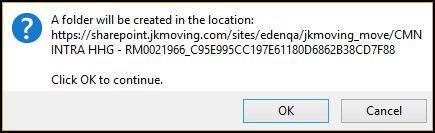 A folder will be created in the location:
https://sharepoint.jkmoving.com/sites/edenqa/jkmoving_move/CMN
INTRA HHG - RM0021966_C95E995CC197E61180D6862B38CD7F88
Click OK to continue.
OK
Cancel